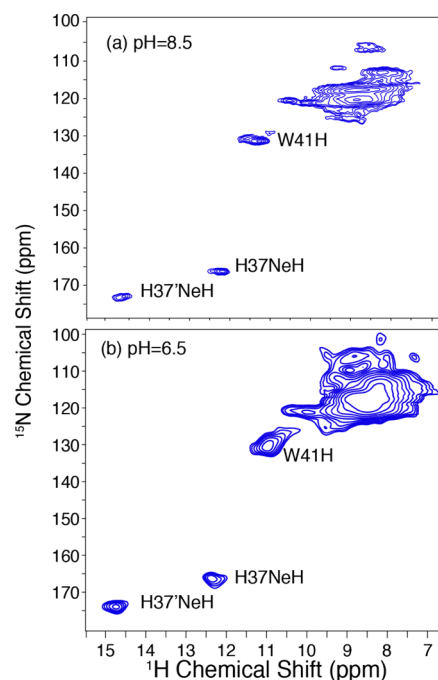 100
(a) pH=8.5
110
120
130
W41H
140
150
160
H37NeH
170
H37'NeH
100
(b) pH=6.5
110
120
130
W41H
140
150
160
H37'NeH
H37NeH
170
15 14 13 12 11 10 9 8 7
¹H Chemical Shift (ppm)
¹⁵N Chemical Shift (ppm)